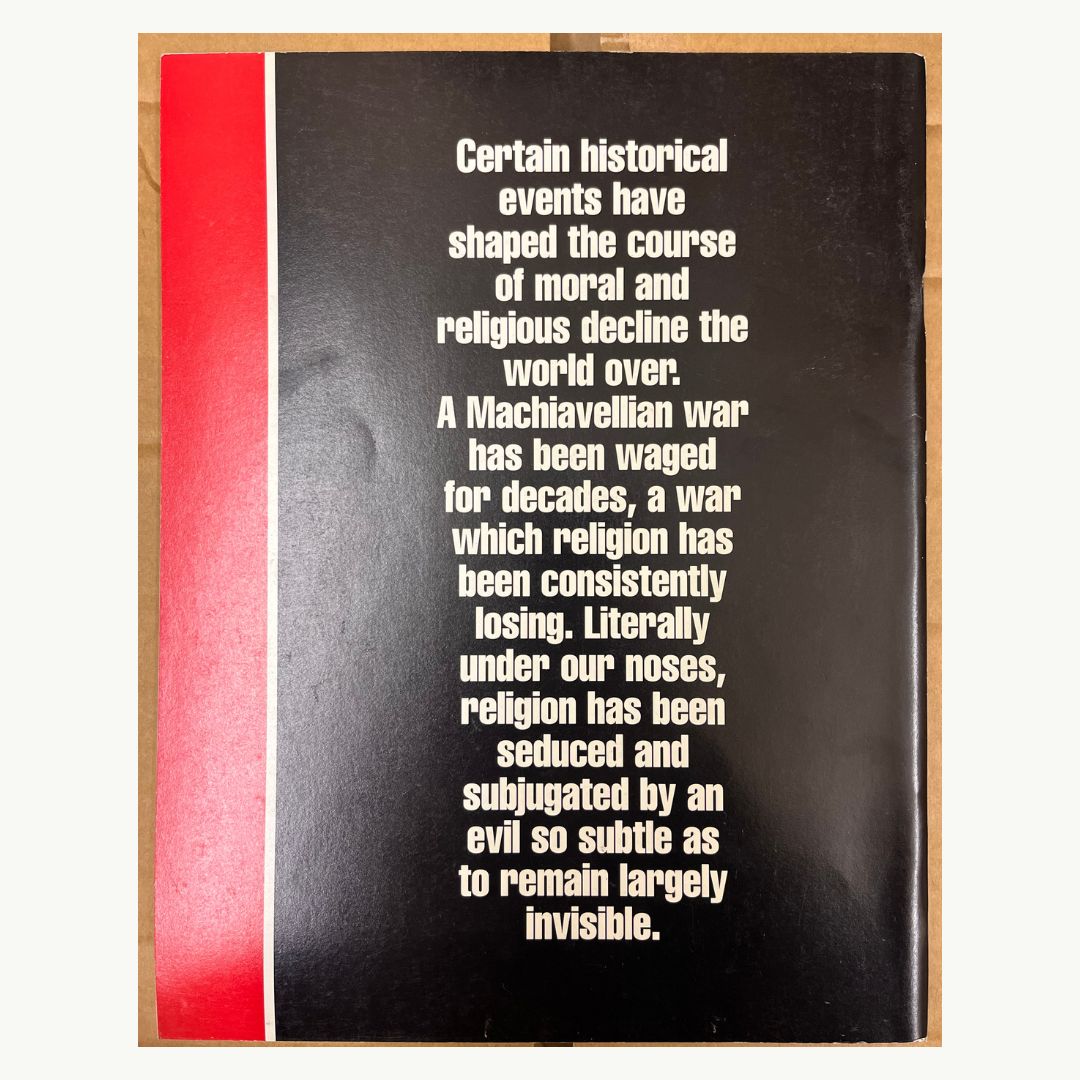 Certain historical
events have
shaped the course
of moral and
religious decline the
world over.
A Machiavellian war
has been waged
for decades, a war
which religion has
been consistently
losing. Literally
under our noses,
religion has been
seduced and
subjugated by an
evil so subtle as
to remain largely
invisible.